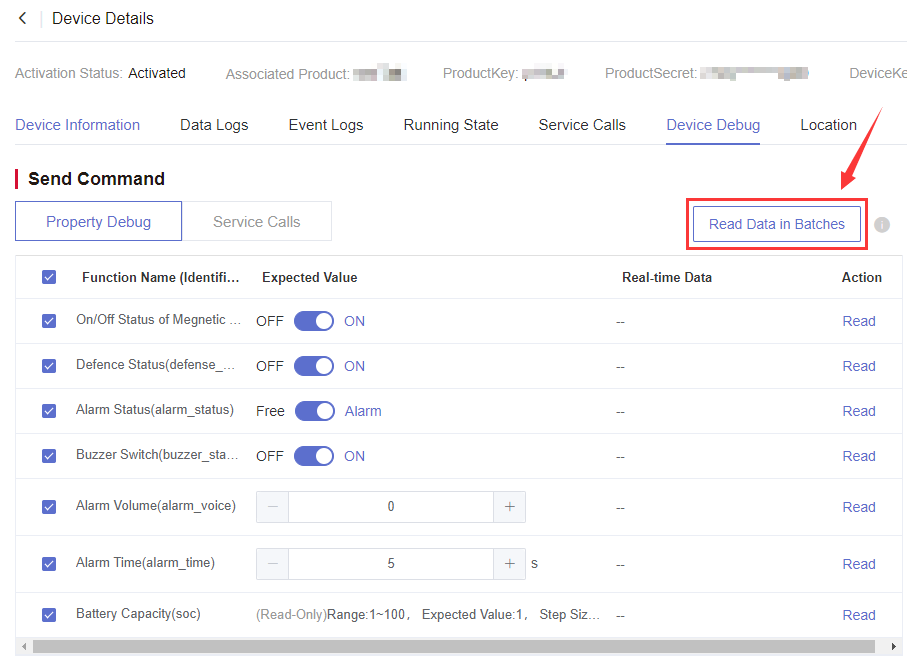 Device Details
Activation Status: Activated Associated Product: ProductKey: ProductSecret: DeviceKe
Device Information Data Logs Event Logs Running State Service Calls Device Debug Location
Send Command
Property Debug Service Calls Read Data in Batches
Function Name (Identifi... Expected Value Real-time Data Action
On/Off Status of Megnetic ... OFF ON -- Read
Defence Status(defense_... OFF ON -- Read
Alarm Status(alarm_status) Free Alarm -- Read
Buzzer Switch(buzzer_sta... OFF ON -- Read
Alarm Volume(alarm_voice) — 0 + -- Read
Alarm Time(alarm_time) — 5 + s -- Read
Battery Capacity(soc) (Read-Only)Range:1~100, Expected Value:1, Step Siz... -- Read